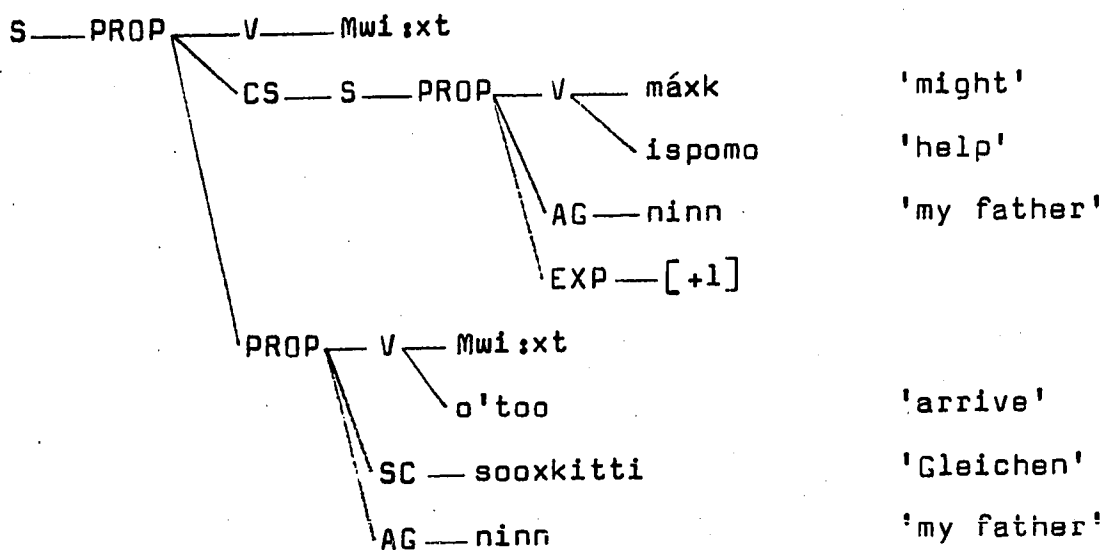 S PROP V Mwi:xt
CS S PROP V máxk 'might'
ispomo 'help'
AG ninn 'my father'
EXP [+l]
PROP V Mwi:xt
o'too 'arrive'
SC sooxkitti 'Gleichen'
AG ninn 'my father'